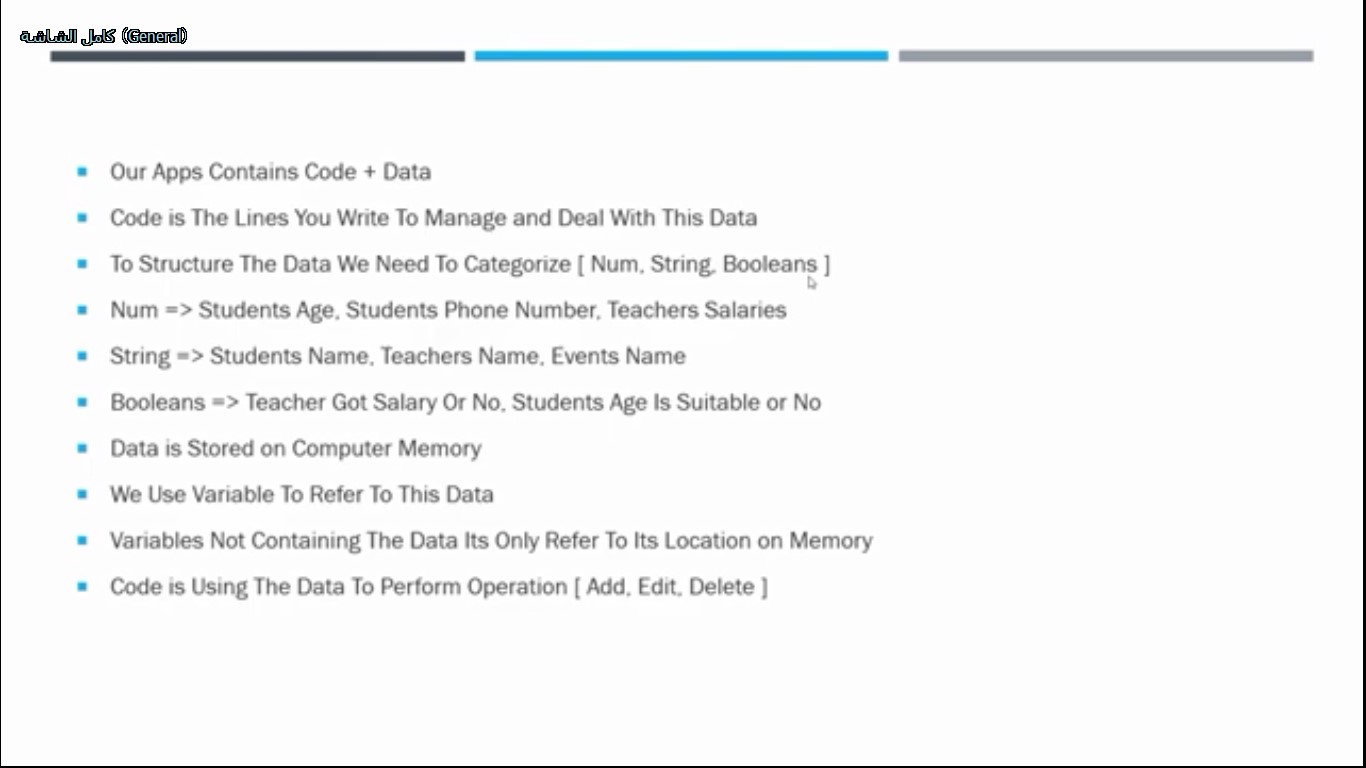 كامل الشاشة (General)
Our Apps Contains Code + Data
Code is The Lines You Write To Manage and Deal With This Data
To Structure The Data We Need To Categorize [ Num, String, Booleans ]
Num => Students Age, Students Phone Number, Teachers Salaries
String => Students Name, Teachers Name, Events Name
Booleans => Teacher Got Salary Or No, Students Age Is Suitable or No
Data is Stored on Computer Memory
We Use Variable To Refer To This Data
Variables Not Containing The Data Its Only Refer To Its Location on Memory
Code is Using The Data To Perform Operation [ Add, Edit, Delete ]